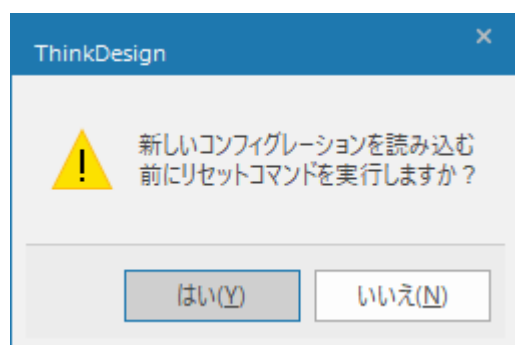 ThinkDesign
新しいコンフィグレーションを読み込む
前にリセットコマンドを実行しますか？
はい(Y)
いいえ(N)